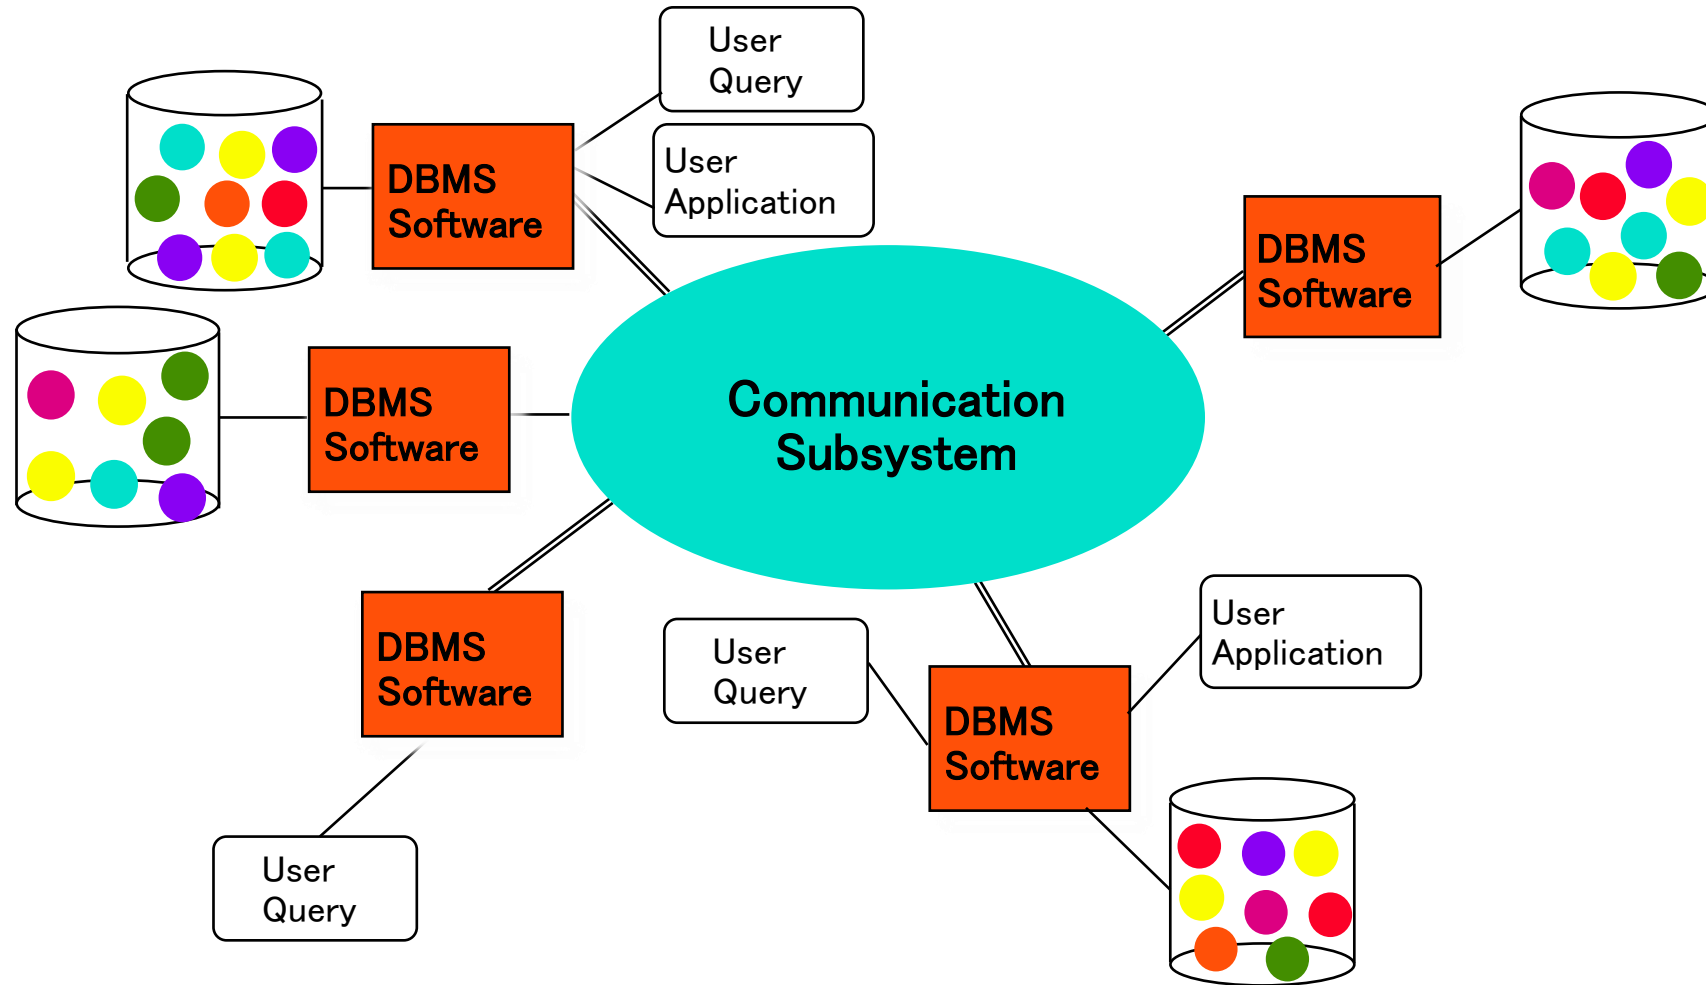 User
Query
DBMS
Software
User
Application
DBMS
Software
DBMS
Software
Communication
Subsystem
DBMS
Software
User
Query
User
Query
DBMS
Software
User
Application